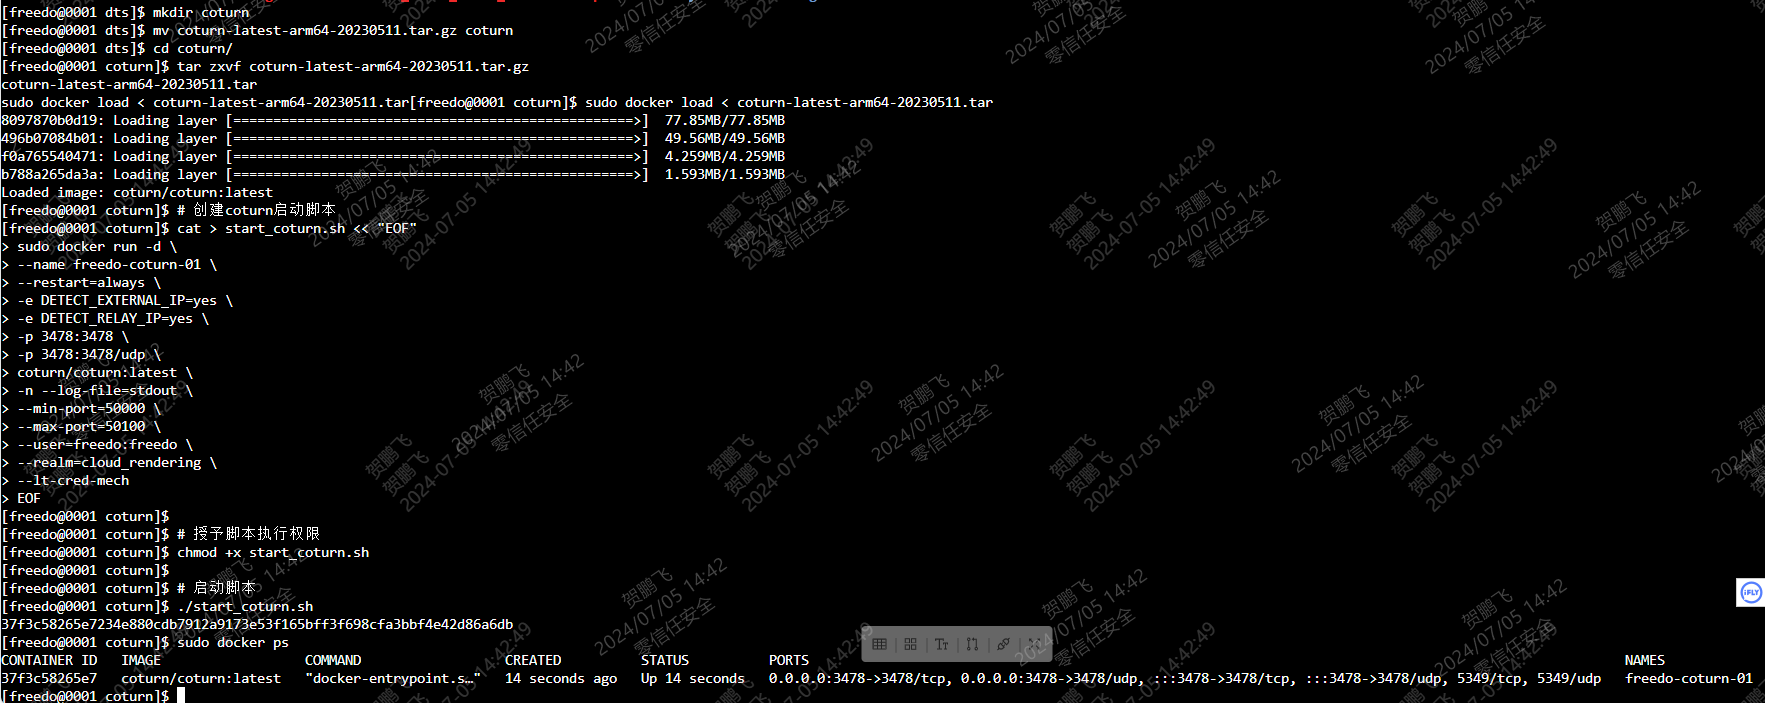 [freedo@0001 dts]$ mkdir coturn
[freedo@0001 dts]$ mv coturn-latest-arm64-20230511.tar.gz coturn
[freedo@0001 dts]$ cd coturn/
[freedo@0001 coturn]$ tar zxvf coturn-latest-arm64-20230511.tar.gz
coturn-latest-arm64-20230511.tar
sudo docker load < coturn-latest-arm64-20230511.tar[freedo@0001 coturn]$ sudo docker load < coturn-latest-arm64-20230511.tar
8097870b0d19: Loading layer [==================================================>]  77.85MB/77.85MB
496b07084b01: Loading layer [==================================================>]  49.56MB/49.56MB
f0a765540471: Loading layer [==================================================>]  4.259MB/4.259MB
b788a265da3a: Loading layer [==================================================>]  1.593MB/1.593MB
Loaded image: coturn/coturn:latest
[freedo@0001 coturn]$ # 创建coturn启动脚本
[freedo@0001 coturn]$ cat > start_coturn.sh << "EOF"
> sudo docker run -d \
> --name freedo-coturn-01 \
> --restart=always \
> -e DETECT_EXTERNAL_IP=yes \
> -e DETECT_RELAY_IP=yes \
> -p 3478:3478 \
> -p 3478:3478/udp \
> coturn/coturn:latest \
> -n --log-file=stdout \
> --min-port=50000 \
> --max-port=50100 \
> --user=freedo:freedo \
> --realm=cloud_rendering \
> --lt-cred-mech
> EOF
[freedo@0001 coturn]$
[freedo@0001 coturn]$ # 授予脚本执行权限
[freedo@0001 coturn]$ chmod +x start_coturn.sh
[freedo@0001 coturn]$
[freedo@0001 coturn]$ # 启动脚本
[freedo@0001 coturn]$ ./start_coturn.sh
37f3c58265e7234e880cdb7912a9173e53f165bff3f698cfa3bbf4e42d86a6db
[freedo@0001 coturn]$ sudo docker ps
CONTAINER ID   IMAGE                  COMMAND                  CREATED          STATUS          PORTS                                                                                                      NAMES
37f3c58265e7   coturn/coturn:latest   "docker-entrypoint.s…"   14 seconds ago   Up 14 seconds   0.0.0.0:3478->3478/tcp, 0.0.0.0:3478->3478/udp, :::3478->3478/tcp, :::3478->3478/udp, 5349/tcp, 5349/udp   freedo-coturn-01
[freedo@0001 coturn]$
贺鹏飞
2024/07/05 14:42
零信任安全
贺鹏飞
贺鹏飞
2024-07-05 14:42:49
iFLY